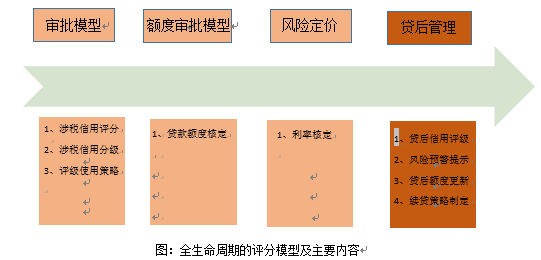 审批模型
额度审批模型
风险定价
贷后管理
1、涉税信用评分
2、涉税信用分级
3、评级使用策略
1、贷款额度核定
1、利率核定
1、贷后信用评级
2、风险预警提示
3、贷后额度更新
4、续贷策略制定
图：全生命周期的评分模型及主要内容